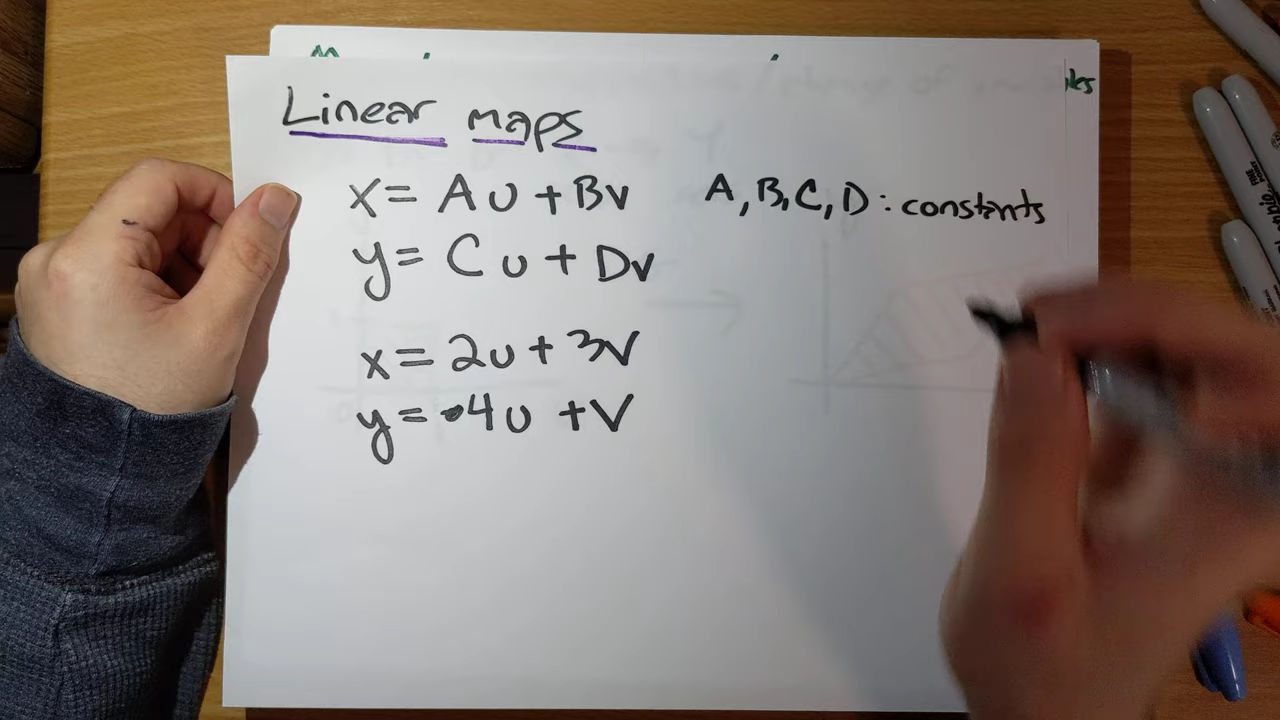 Linear maps
x = Au + Bv A, B, C, D : constants
y = Cu + Dv
x = 2u + 3v
y = -4u + v